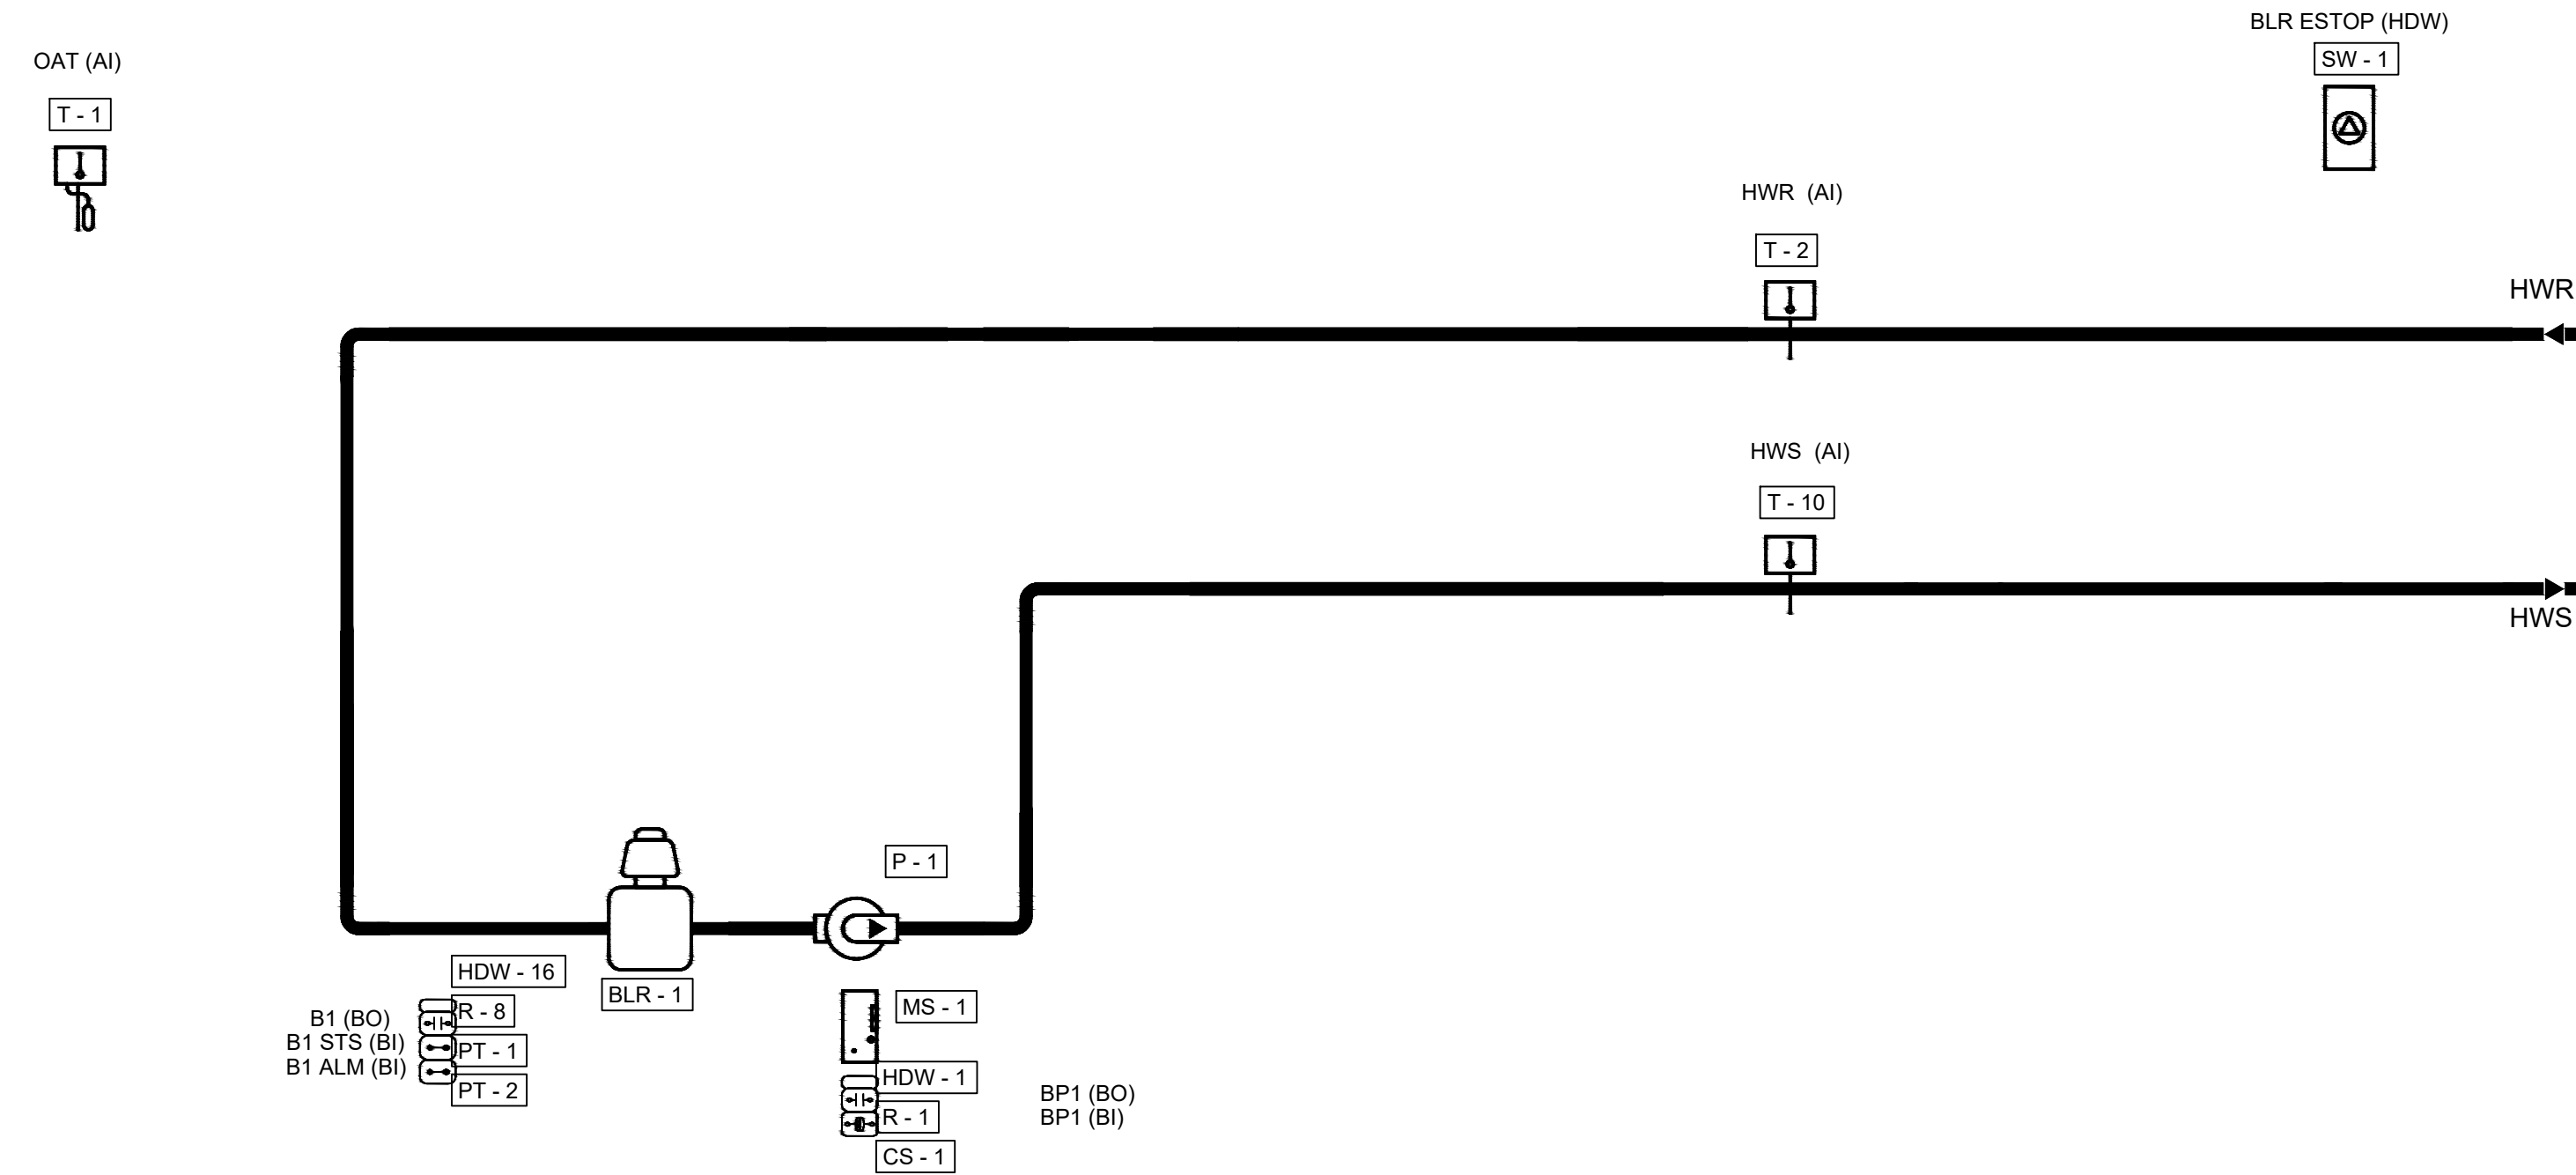 BLR ESTOP (HDW)
SW - 1
OAT (AI)
T - 1
HWR (AI)
T - 2
HWR
HWS (AI)
T - 10
HWS
P - 1
HDW - 16
BLR - 1
R - 8
B1 (BO)
B1 STS (BI)
PT - 1
B1 ALM (BI)
PT - 2
MS - 1
HDW - 1
R - 1
CS - 1
BP1 (BO)
BP1 (BI)